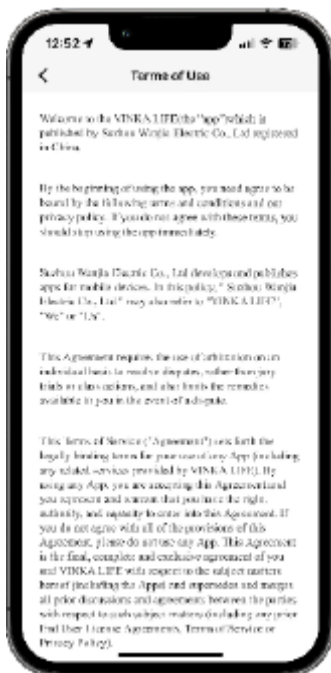 12:52
Terms of Use
Welcome to the VINKA LIFE(the "app")which is
published by Suzhou Wanjia Electric Co., Ltd registered
in China.
By the beginning of using the app, you need agree to be
bound by the following terms and conditions and our
privacy policy. If you do not agree with these terms, you
should stop using the app immediately.
Suzhou Wanjia Electric Co., Ltd develops and publishes
apps for mobile devices. In this policy, " Suzhou Wanjia
Electric Co., Ltd " may also refer to "VINKA LIFE",
"We" or "Us".
This Agreement requires the use of arbitration on an
individual basis to resolve disputes, rather than jury
trials or class actions, and also limits the remedies
available to you in the event of a dispute.
This Terms of Service ("Agreement") sets forth the
legally binding terms for your use of any App (including
any related services provided by VINKA LIFE). By
using any App, you are accepting this Agreement and
you represent and warrant that you have the right,
authority, and capacity to enter into this Agreement. If
you do not agree with all of the provisions of this
Agreement, please do not use any App. This Agreement
is the final, complete and exclusive agreement of you
and VINKA LIFE with respect to the subject matters
hereof (including the Apps) and supersedes and merges
all prior discussions and agreements between the parties
with respect to such subject matters (including any prior
End User License Agreements, Terms of Service or
Privacy Policy).